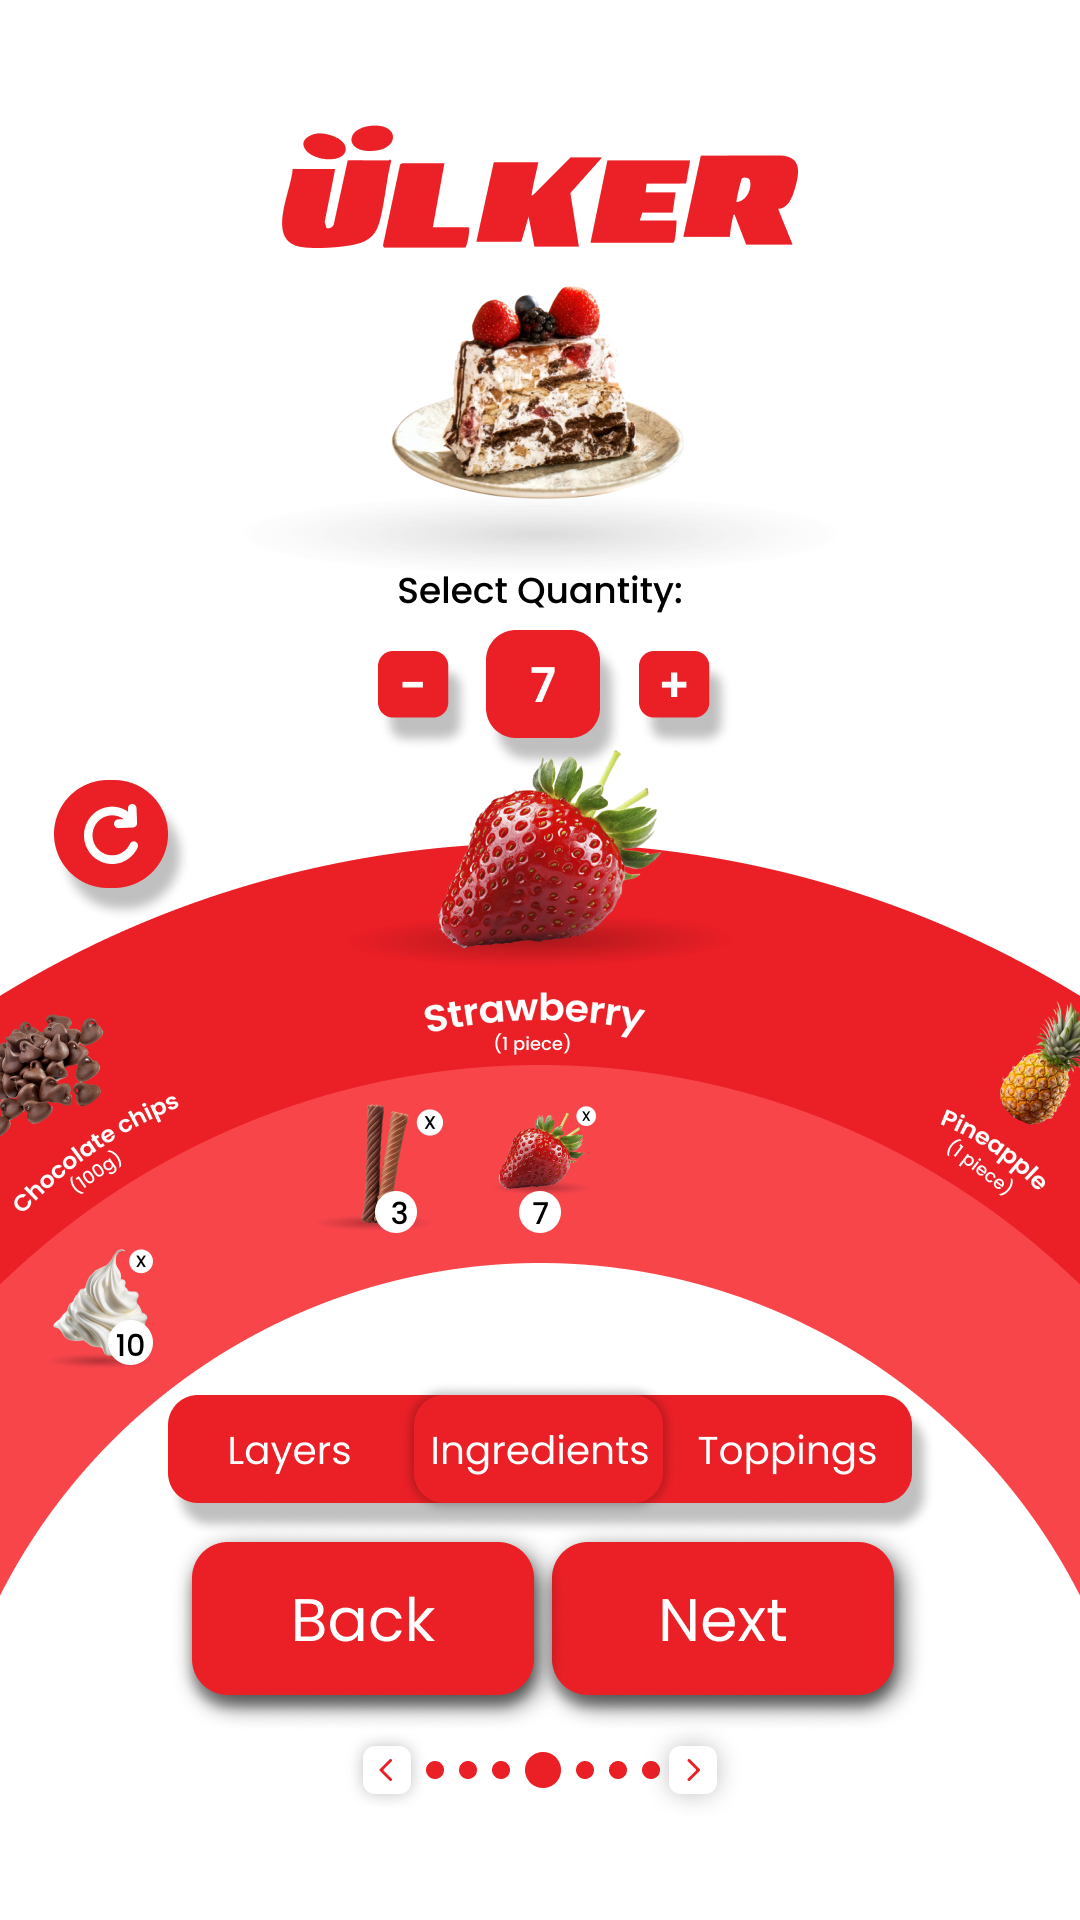 ÜLKER
Select Quantity:
- 7 +
Strawberry
(1 piece)
Chocolate chips
(100g)
Pineapple
(1 piece)
x
3
x
7
x
10
Layers Ingredients Toppings
Back Next